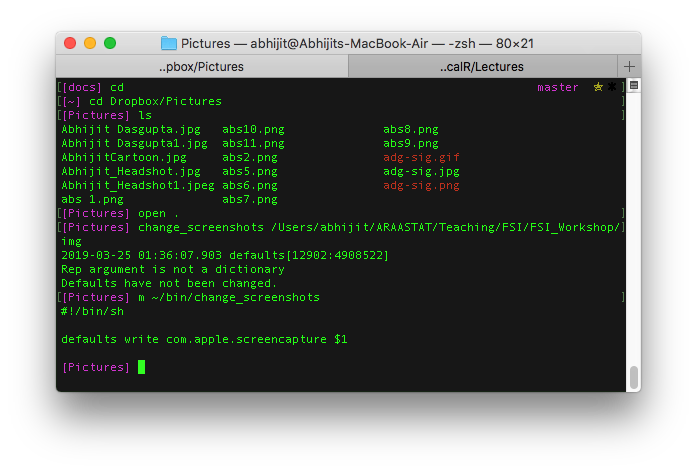 Pictures — abhijit@Abhijits-MacBook-Air — -zsh — 80×21
..pbox/Pictures ..calR/Lectures +
[[docs] cd master ]
[[~] cd Dropbox/Pictures ]
[[Pictures] ls ]
Abhijit Dasgupta.jpg abs10.png abs8.png
Abhijit Dasgupta1.jpg abs11.png abs9.png
AbhijitCartoon.jpg abs2.png adg-sig.gif
Abhijit_Headshot.jpg abs5.png adg-sig.jpg
Abhijit_Headshot1.jpeg abs6.png adg-sig.png
abs 1.png abs7.png
[[Pictures] open . ]
[[Pictures] change_screenshots /Users/abhijit/ARAASTAT/Teaching/FSI/FSI_Workshop/]
img
2019-03-25 01:36:07.903 defaults[12902:4908522]
Rep argument is not a dictionary
Defaults have not been changed.
[[Pictures] m ~/bin/change_screenshots ]
#!/bin/sh
defaults write com.apple.screencapture $1
[Pictures]